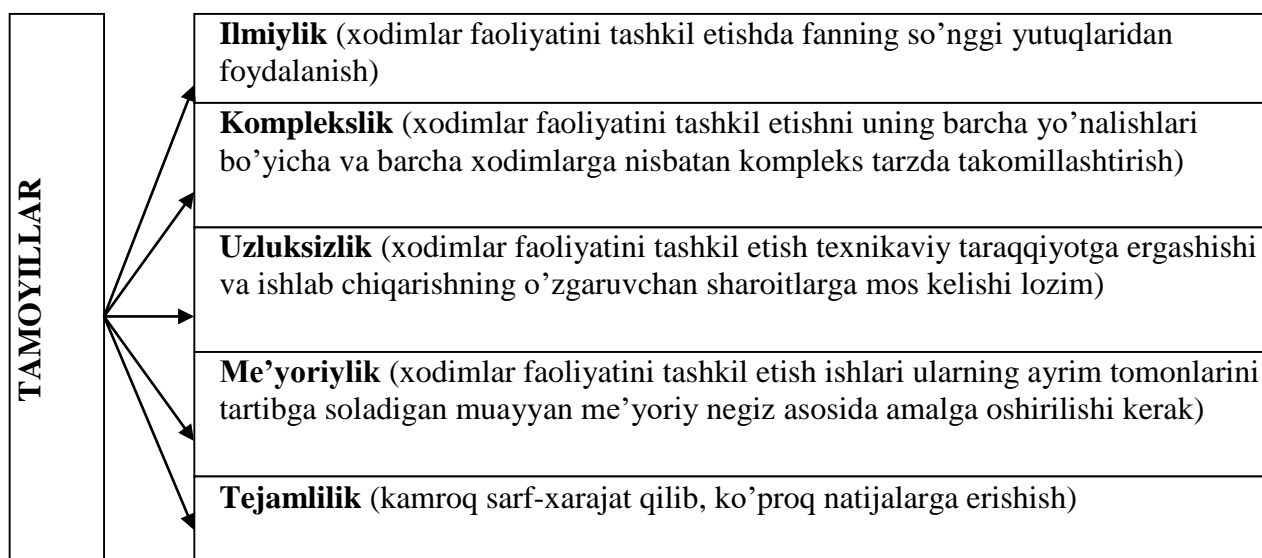 TAMOYILLAR
Ilmiylik (xodimlar faoliyatini tashkil etishda fanning so’nggi yutuqlaridan
foydalanish)
Komplekslik (xodimlar faoliyatini tashkil etishni uning barcha yo’nalishlari
bo’yicha va barcha xodimlarga nisbatan kompleks tarzda takomillashtirish)
Uzluksizlik (xodimlar faoliyatini tashkil etish texnikaviy taraqqiyotga ergashishi
va ishlab chiqarishning o’zgaruvchan sharoitlarga mos kelishi lozim)
Me’yoriylik (xodimlar faoliyatini tashkil etish ishlari ularning ayrim tomonlarini
tartibga soladigan muayyan me’yoriy negiz asosida amalga oshirilishi kerak)
Tejamlilik (kamroq sarf-xarajat qilib, ko’proq natijalarga erishish)